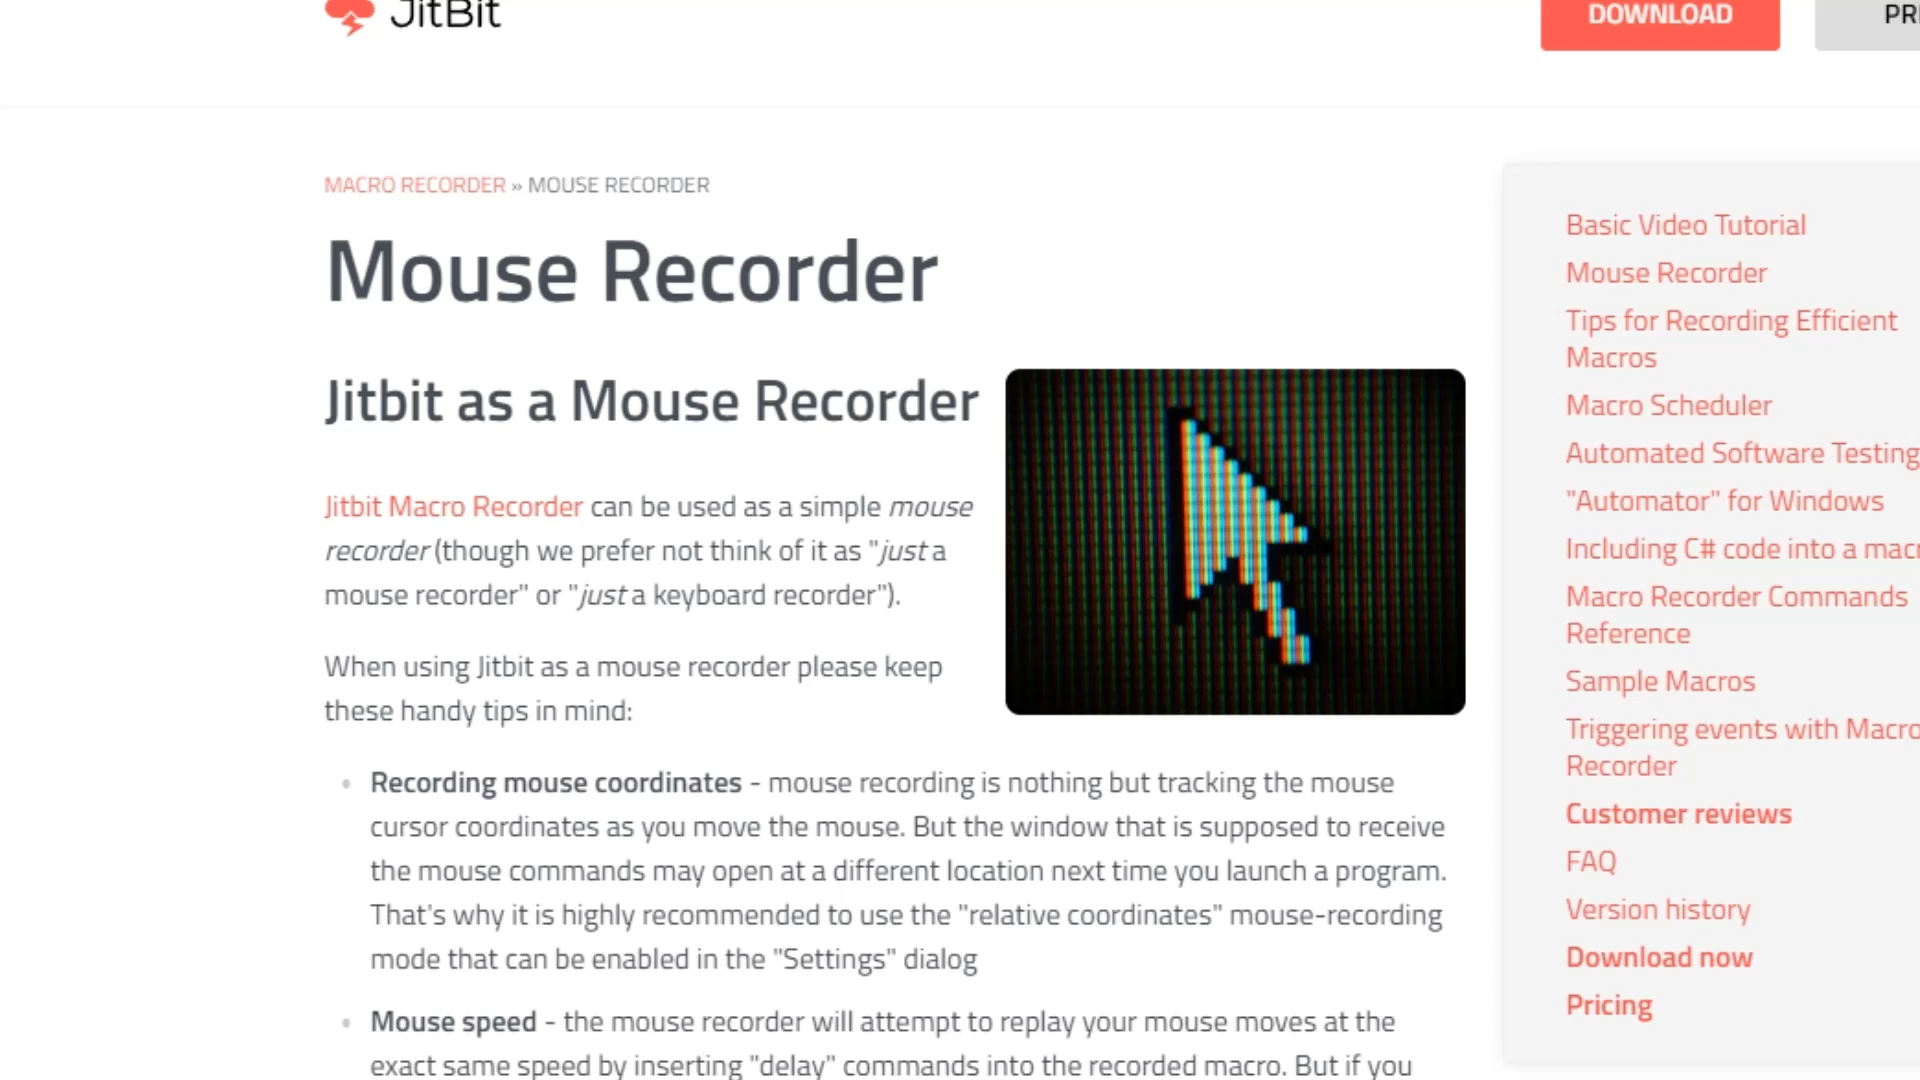 JitBit
DOWNLOAD
MACRO RECORDER » MOUSE RECORDER
Mouse Recorder
Jitbit as a Mouse Recorder
Jitbit Macro Recorder can be used as a simple mouse
recorder (though we prefer not think of it as "just a
mouse recorder" or "just a keyboard recorder").
When using Jitbit as a mouse recorder please keep
these handy tips in mind:
Recording mouse coordinates - mouse recording is nothing but tracking the mouse
cursor coordinates as you move the mouse. But the window that is supposed to receive
the mouse commands may open at a different location next time you launch a program.
That's why it is highly recommended to use the "relative coordinates" mouse-recording
mode that can be enabled in the "Settings" dialog
Mouse speed - the mouse recorder will attempt to replay your mouse moves at the
exact same speed by inserting "delay" commands into the recorded macro. But if you
Basic Video Tutorial
Mouse Recorder
Tips for Recording Efficient
Macros
Macro Scheduler
Automated Software Testing
"Automator" for Windows
Including C# code into a
Macro Recorder Commands
Reference
Sample Macros
Triggering events with Macro
Recorder
Customer reviews
FAQ
Version history
Download now
Pricing